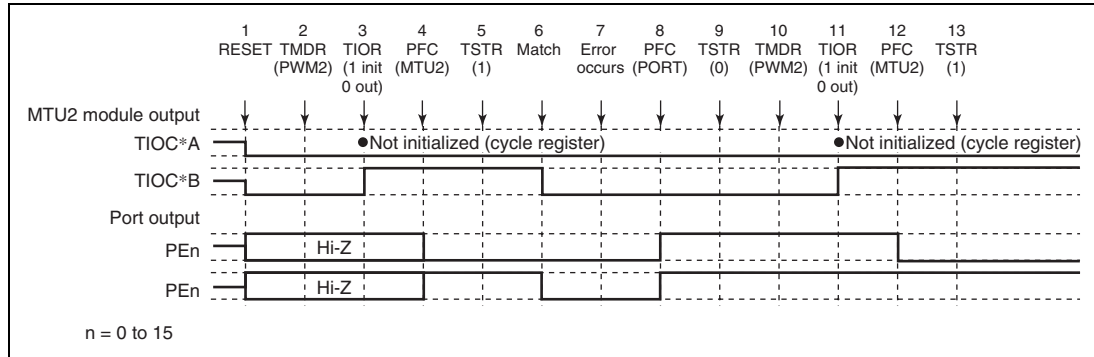 1 2 3 4 5 6 7 8 9 10 11 12 13
RESET TMDR TIOR PFC TSTR Match Error PFC TSTR TMDR TIOR PFC TSTR
(PWM2) (1 init (MTU2) (1) occurs (PORT) (0) (PWM2) (1 init (MTU2) (1)
0 out) 0 out)
MTU2 module output
TIOC*A Not initialized (cycle register) Not initialized (cycle register)
TIOC*B
Port output
PEn Hi-Z
PEn Hi-Z
n = 0 to 15